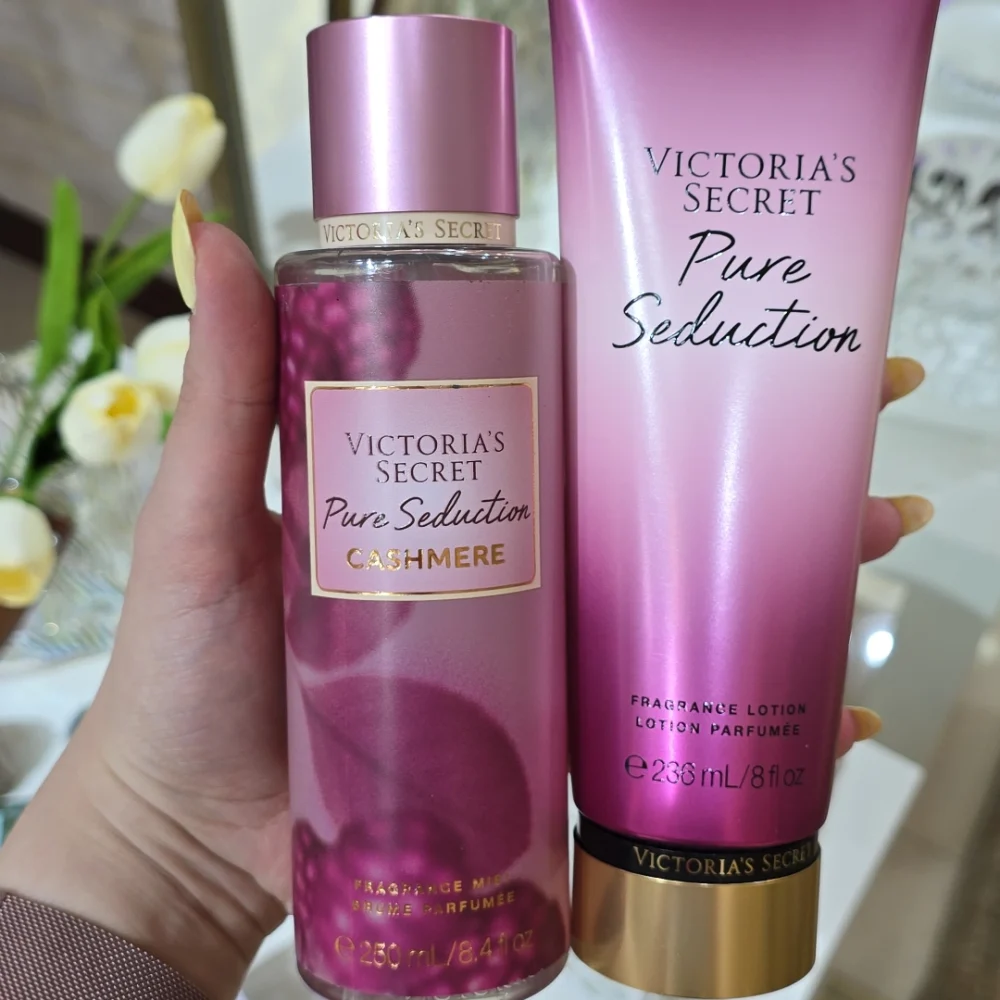 VICTORIA'S SECRET
VICTORIA'S
SECRET
Pure Seduction
CASHMERE
FRAGRANCE MIST
BRUME PARFUMÉE
℮ 250 mL/8.4 fl oz
VICTORIA'S
SECRET
Pure
Seduction
FRAGRANCE LOTION
LOTION PARFUMÉE
℮ 236 mL/8 fl oz
VICTORIA'S SECRET